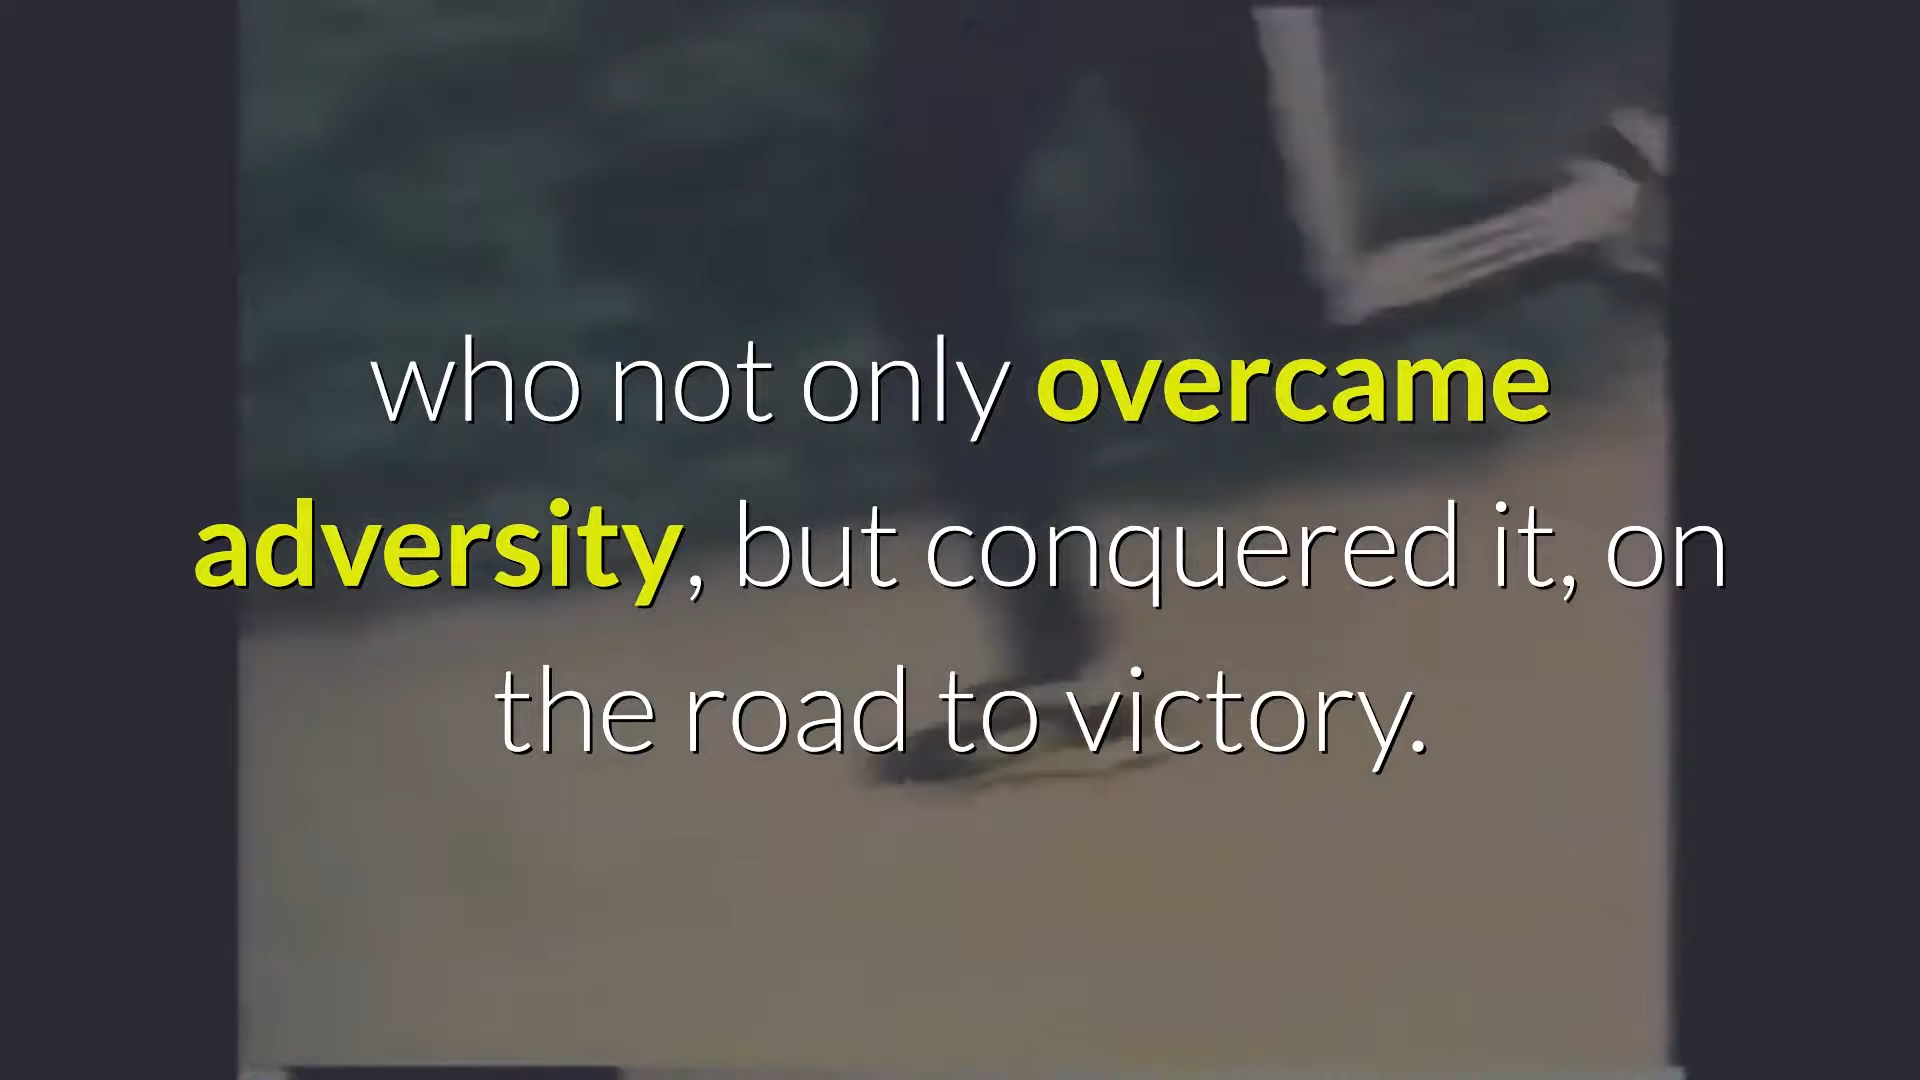 who not only overcame
adversity, but conquered it, on
the road to victory.